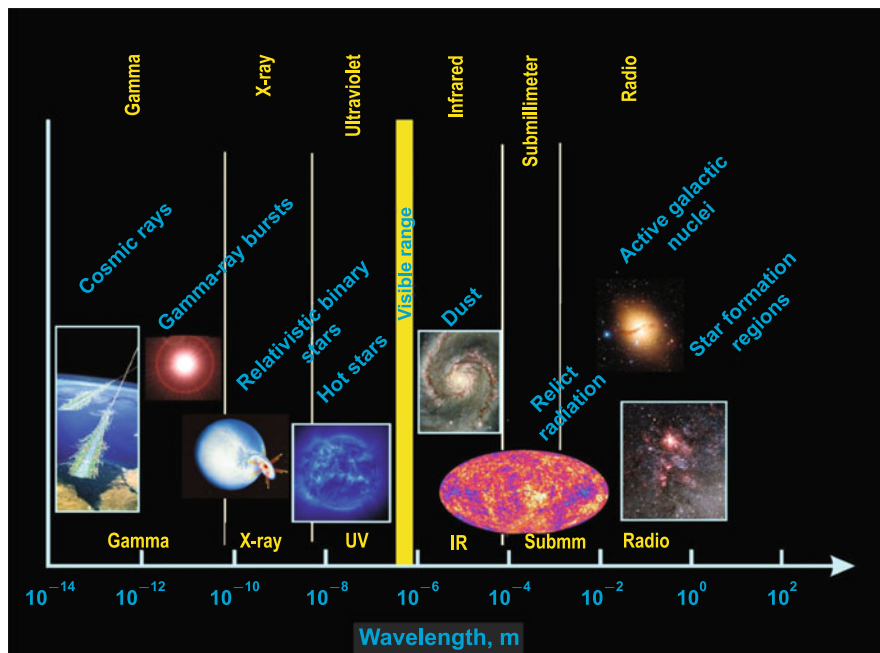 Gamma
X-ray
Ultraviolet
Infrared
Submillimeter
Radio
Cosmic rays
Gamma-ray bursts
Relativistic binary
stars
Hot stars
Visible range
Dust
Relict
radiation
Active galactic
nuclei
Star formation
regions
Gamma
X-ray
UV
IR
Submm
Radio
10⁻¹⁴ 10⁻¹² 10⁻¹⁰ 10⁻⁸ 10⁻⁶ 10⁻⁴ 10⁻² 10⁰ 10²
Wavelength, m